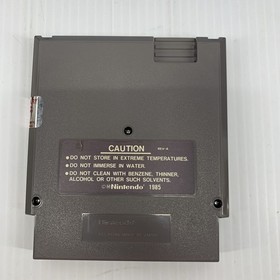 CAUTION
REV-A
• DO NOT STORE IN EXTREME TEMPERATURES.
• DO NOT IMMERSE IN WATER.
• DO NOT CLEAN WITH BENZENE, THINNER,
ALCOHOL OR OTHER SUCH SOLVENTS.
©Nintendo 1985